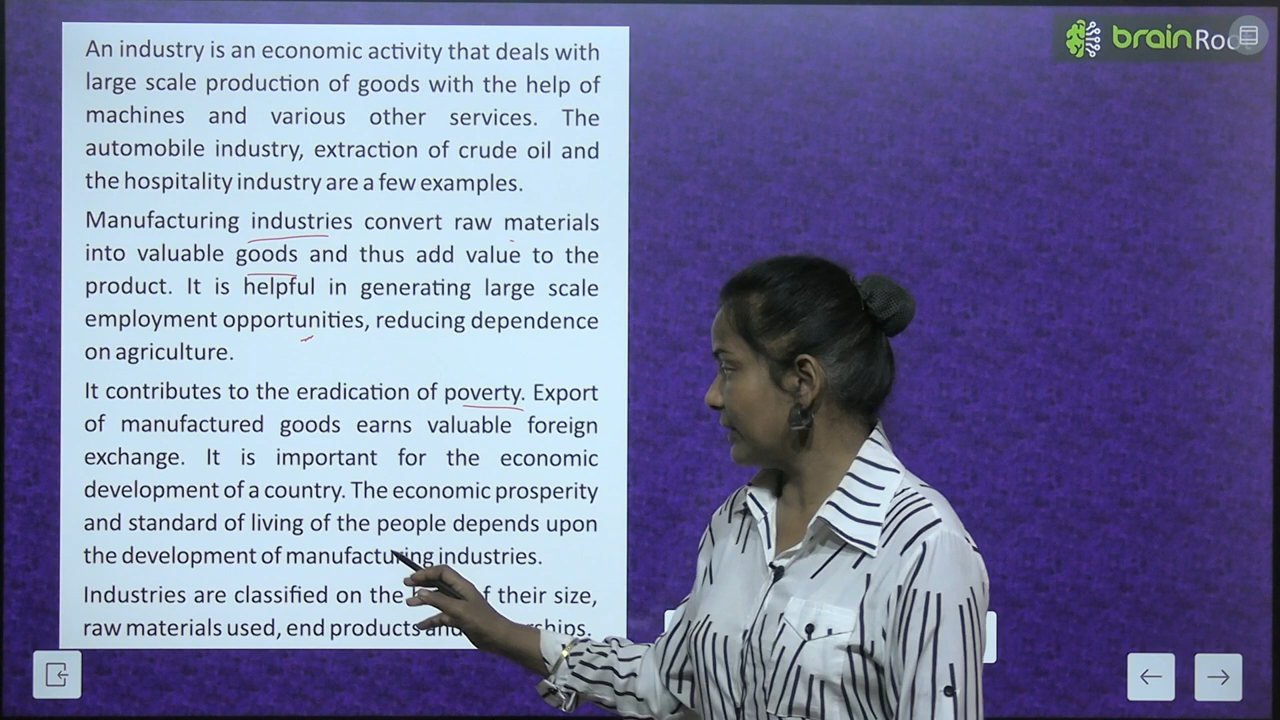 An industry is an economic activity that deals with
large scale production of goods with the help of
machines and various other services. The
automobile industry, extraction of crude oil and
the hospitality industry are a few examples.
Manufacturing industries convert raw materials
into valuable goods and thus add value to the
product. It is helpful in generating large scale
employment opportunities, reducing dependence
on agriculture.
It contributes to the eradication of poverty. Export
of manufactured goods earns valuable foreign
exchange. It is important for the economic
development of a country. The economic prosperity
and standard of living of the people depends upon
the development of manufacturing industries.
Industries are classified on the their size,
raw materials used, end products and
brain